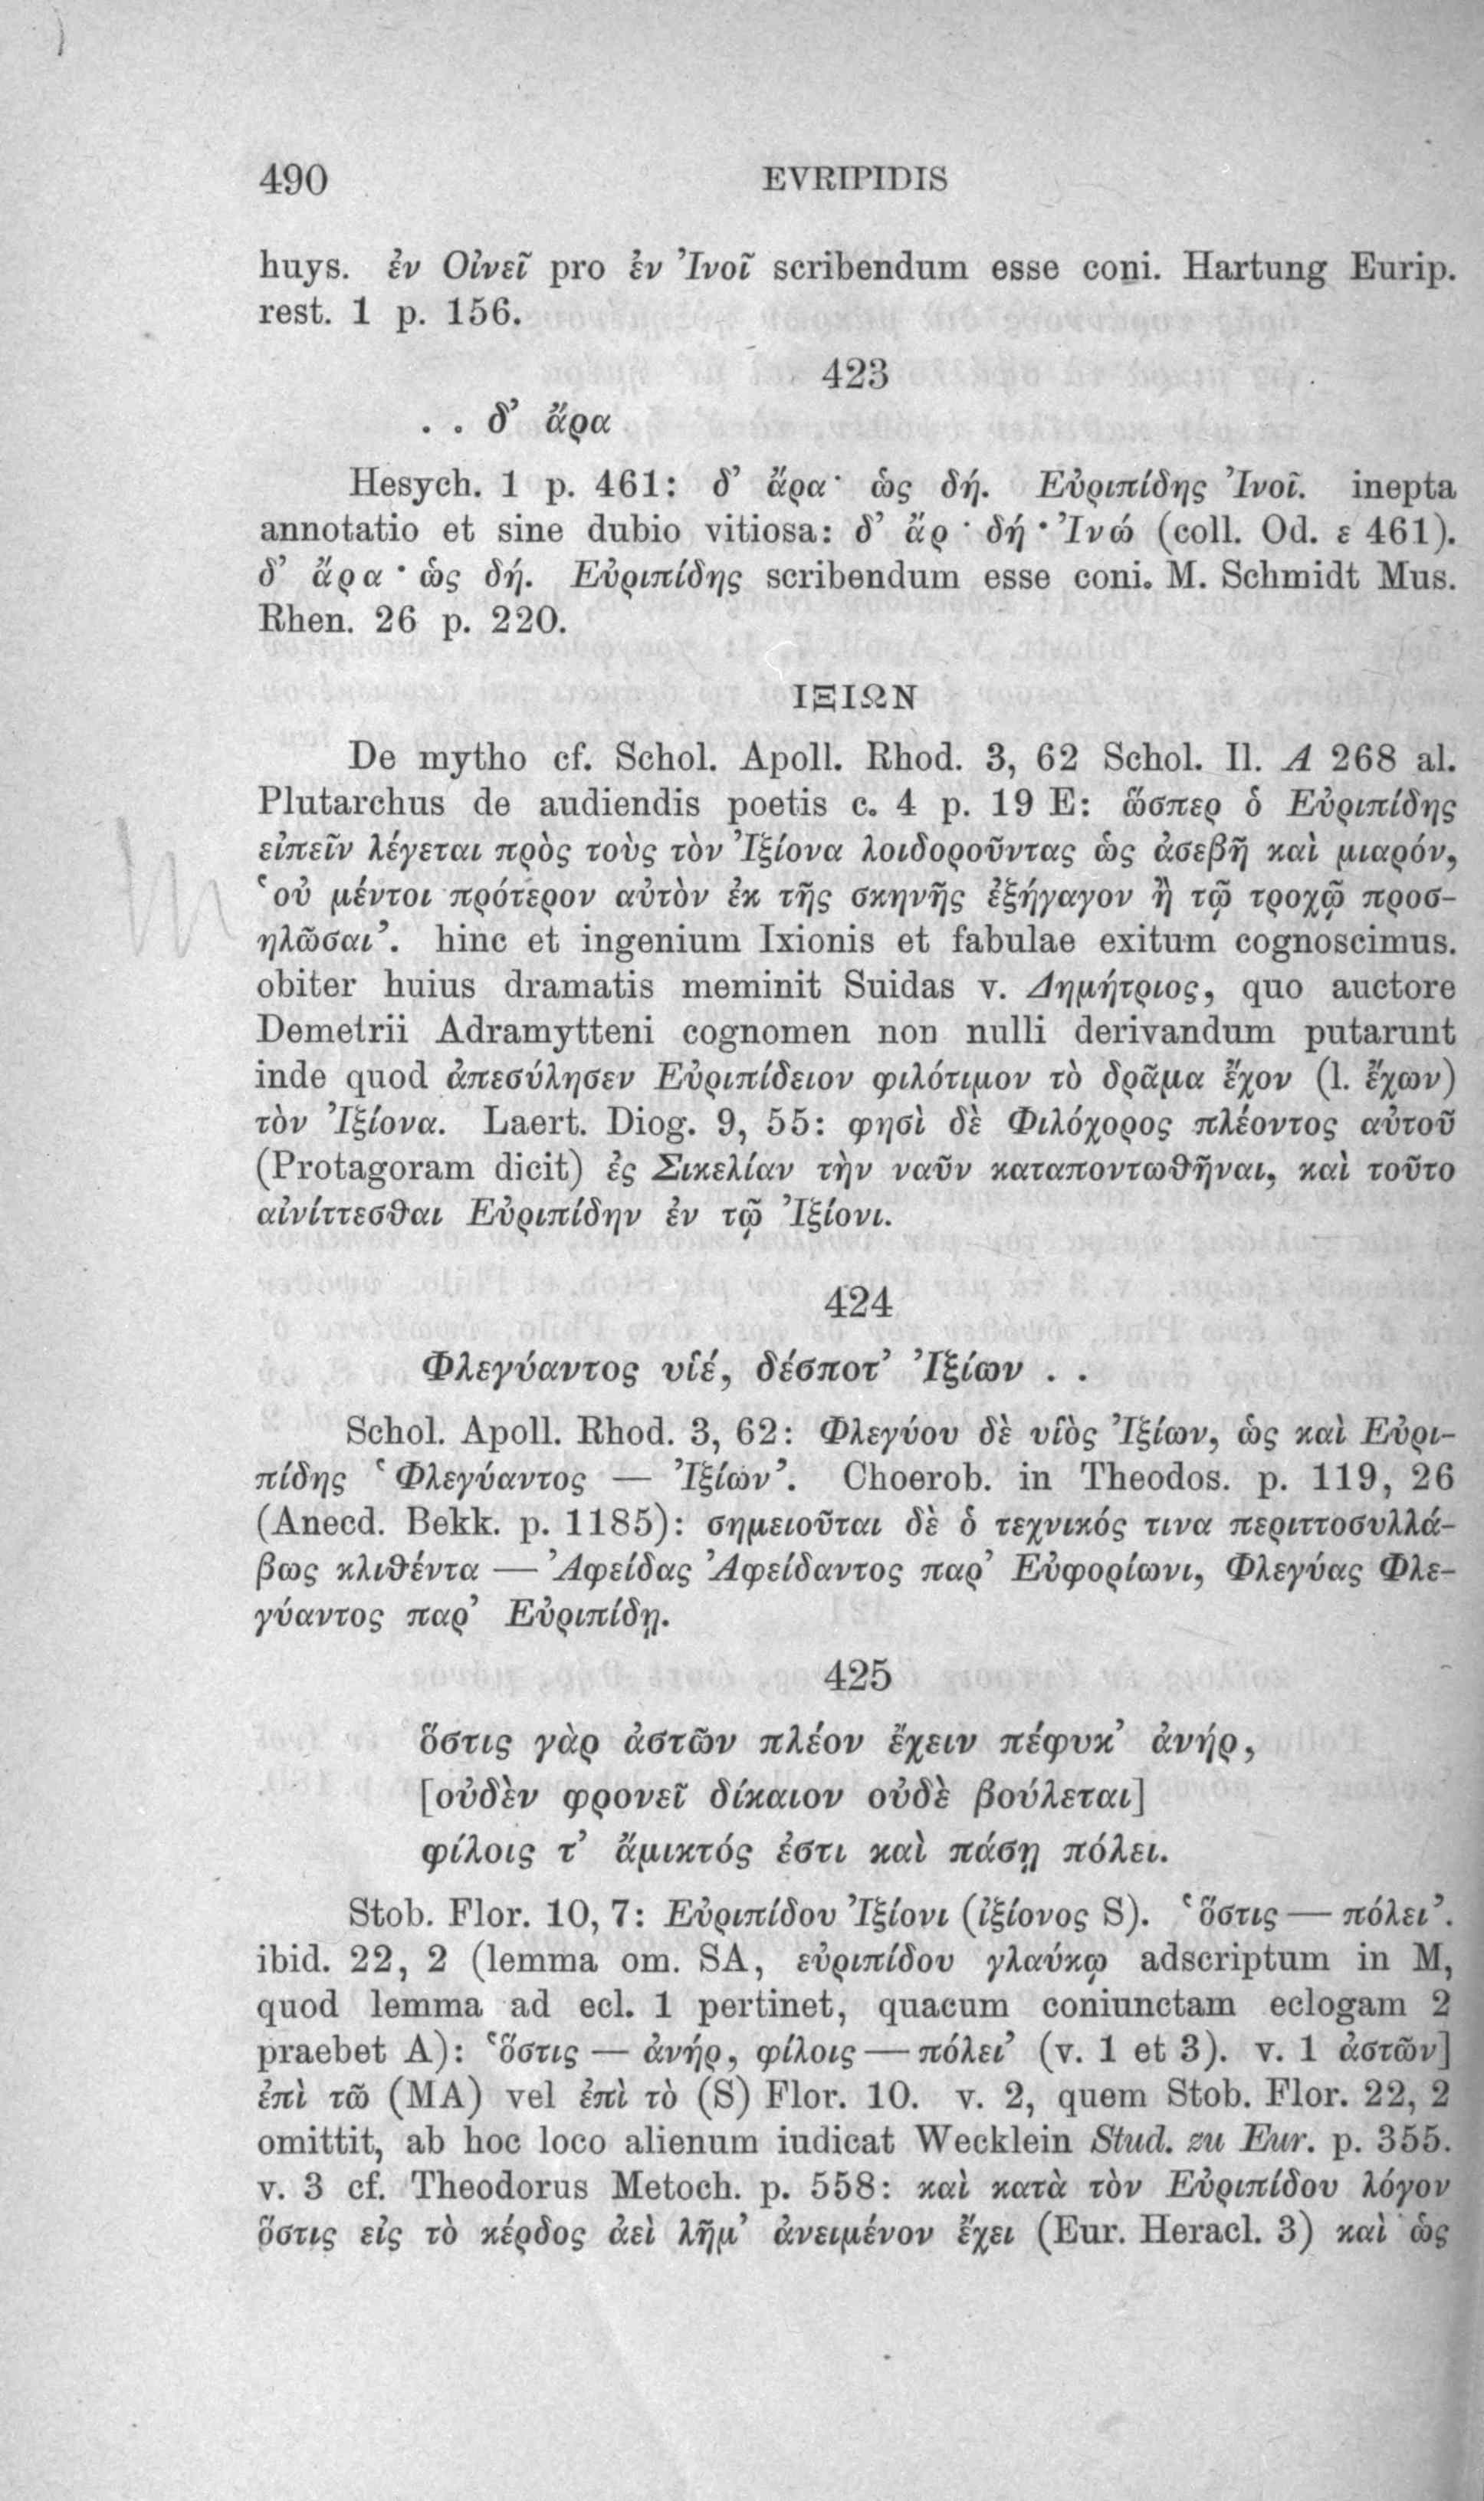 490 EVRIPIDIS
huys. ἐν Οἰνεῖ pro ἐν Ἰνοῖ scribendum esse coni. Hartung Eurip.
rest. 1 p. 156.
423
. . δ’ ἄρα
Hesych. 1 p. 461: δ’ ἄρα· ὡς δή. Εὐριπίδης Ἰνοῖ. inepta
annotatio et sine dubio vitiosa: δ’ ἄρ · δή · Ἰνώ (coll. Od. ε 461).
δ’ ἄρα · ὡς δή. Εὐριπίδης scribendum esse coni. M. Schmidt Mus.
Rhen. 26 p. 220.
ΙΞΙΩΝ
De mytho cf. Schol. Apoll. Rhod. 3, 62 Schol. Il. Α 268 al.
Plutarchus de audiendis poetis c. 4 p. 19 E: ὥσπερ ὁ Εὐριπίδης
εἰπεῖν λέγεται πρὸς τοὺς τὸν Ἰξίονα λοιδοροῦντας ὡς ἀσεβῆ καὶ μιαρόν,
‘οὐ μέντοι πρότερον αὐτὸν ἐκ τῆς σκηνῆς ἐξήγαγον ἢ τῷ τροχῷ προσ-
ηλῶσαι’. hinc et ingenium Ixionis et fabulae exitum cognoscimus.
obiter huius dramatis meminit Suidas v. Δημήτριος, quo auctore
Demetrii Adramytteni cognomen non nulli derivandum putarunt
inde quod ἀπεσύλησεν Εὐριπίδειον φιλότιμον τὸ δρᾶμα ἔχον (l. ἔχων)
τὸν Ἰξίονα. Laert. Diog. 9, 55: φησὶ δὲ Φιλόχορος πλέοντος αὐτοῦ
(Protagoram dicit) ἐς Σικελίαν τὴν ναῦν καταποντωθῆναι, καὶ τοῦτο
αἰνίττεσθαι Εὐριπίδην ἐν τῷ Ἰξίονι.
424
Φλεγύαντος υἱέ, δέσποτ’ Ἰξίων . .
Schol. Apoll. Rhod. 3, 62: Φλεγύου δὲ υἱὸς Ἰξίων, ὡς καὶ Εὐρι-
πίδης ‘Φλεγύαντος — Ἰξίων’. Choerob. in Theodos. p. 119, 26
(Anecd. Bekk. p. 1185): σημειοῦται δὲ ὁ τεχνικός τινα περιττοσυλλά-
βως κλιθέντα — Ἀφείδας Ἀφείδαντος παρ’ Εὐφορίωνι, Φλεγύας Φλε-
γύαντος παρ’ Εὐριπίδῃ.
425
ὅστις γὰρ ἀστῶν πλέον ἔχειν πέφυκ’ ἀνήρ,
[οὐδὲν φρονεῖ δίκαιον οὐδὲ βούλεται]
φίλοις τ’ ἄμικτός ἐστι καὶ πάσῃ πόλει.
Stob. Flor. 10, 7: Εὐριπίδου Ἰξίονι (ἰξίονος S). ‘ὅστις — πόλει’.
ibid. 22, 2 (lemma om. SA, εὐριπίδου γλαύκῳ adscriptum in M,
quod lemma ad ecl. 1 pertinet, quacum coniunctam eclogam 2
praebet A): ‘ὅστις — ἀνήρ, φίλοις — πόλει’ (v. 1 et 3). v. 1 ἀστῶν]
ἐπὶ τῶ (MA) vel ἐπὶ τὸ (S) Flor. 10. v. 2, quem Stob. Flor. 22, 2
omittit, ab hoc loco alienum iudicat Wecklein Stud. zu Eur. p. 355.
v. 3 cf. Theodorus Metoch. p. 558: καὶ κατὰ τὸν Εὐριπίδου λόγον
ὅστις εἰς τὸ κέρδος ἀεὶ λῆμ’ ἀνειμένον ἔχει (Eur. Heracl. 3) καὶ ὡς